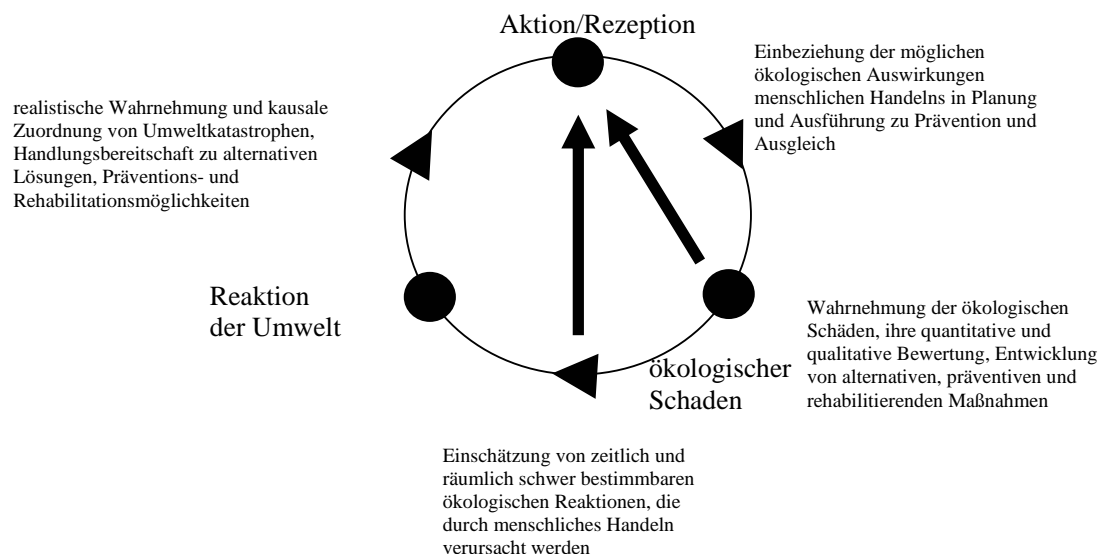 Aktion/Rezeption
Einbeziehung der möglichen
ökologischen Auswirkungen
menschlichen Handelns in Planung
und Ausführung zu Prävention und
Ausgleich
realistische Wahrnehmung und kausale
Zuordnung von Umweltkatastrophen,
Handlungsbereitschaft zu alternativen
Lösungen, Präventions- und
Rehabilitationsmöglichkeiten
Reaktion
der Umwelt
Wahrnehmung der ökologischen
Schäden, ihre quantitative und
qualitative Bewertung, Entwicklung
von alternativen, präventiven und
rehabilitierenden Maßnahmen
ökologischer
Schaden
Einschätzung von zeitlich und
räumlich schwer bestimmbaren
ökologischen Reaktionen, die
durch menschliches Handeln
verursacht werden